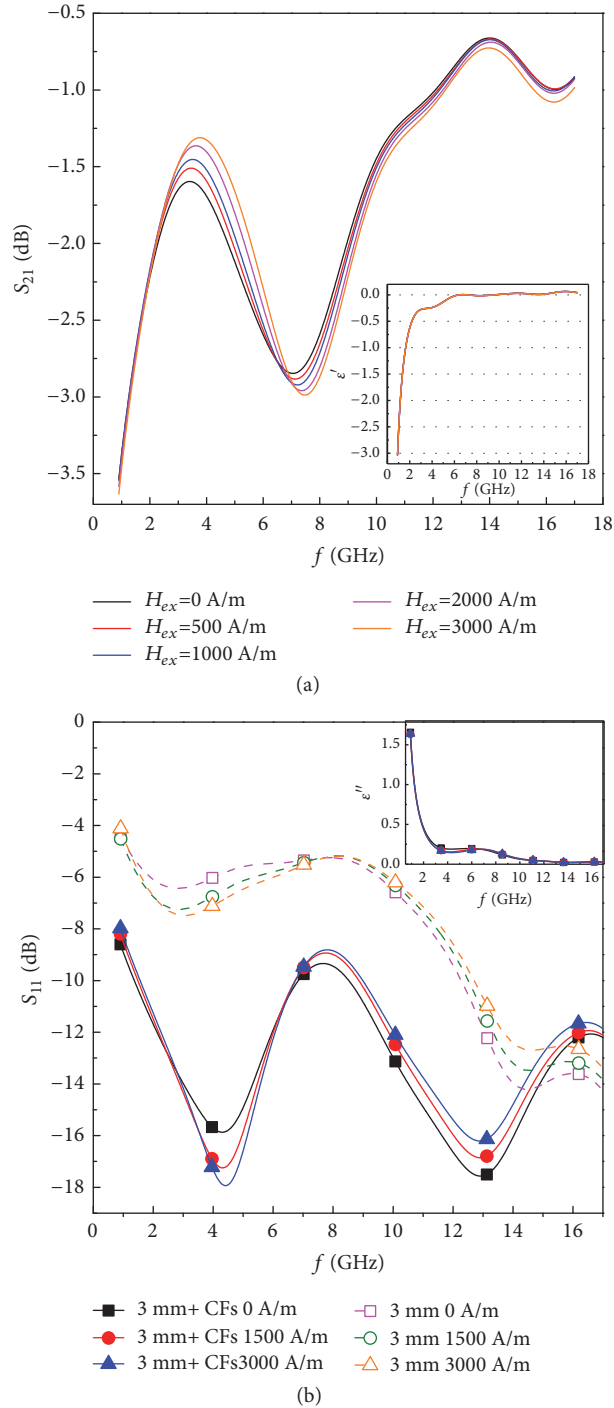 −0.5
−1.0
−1.5
−2.0
−2.5
−3.0
−3.5
S21 (dB)
0 2 4 6 8 10 12 14 16 18
f (GHz)
0.0
−0.5
−1.0
−1.5
−2.0
−2.5
−3.0
ε′
0 2 4 6 8 10 12 14 16 18
f (GHz)
Hex=0 A/m
Hex=500 A/m
Hex=1000 A/m
Hex=2000 A/m
Hex=3000 A/m
(a)
0
−2
−4
−6
−8
−10
−12
−14
−16
−18
S11 (dB)
0 2 4 6 8 10 12 14 16
f (GHz)
1.5
1.0
0.5
0.0
ε″
2 4 6 8 10 12 14 16
f (GHz)
3 mm+ CFs 0 A/m
3 mm+ CFs 1500 A/m
3 mm+ CFs3000 A/m
3 mm 0 A/m
3 mm 1500 A/m
3 mm 3000 A/m
(b)